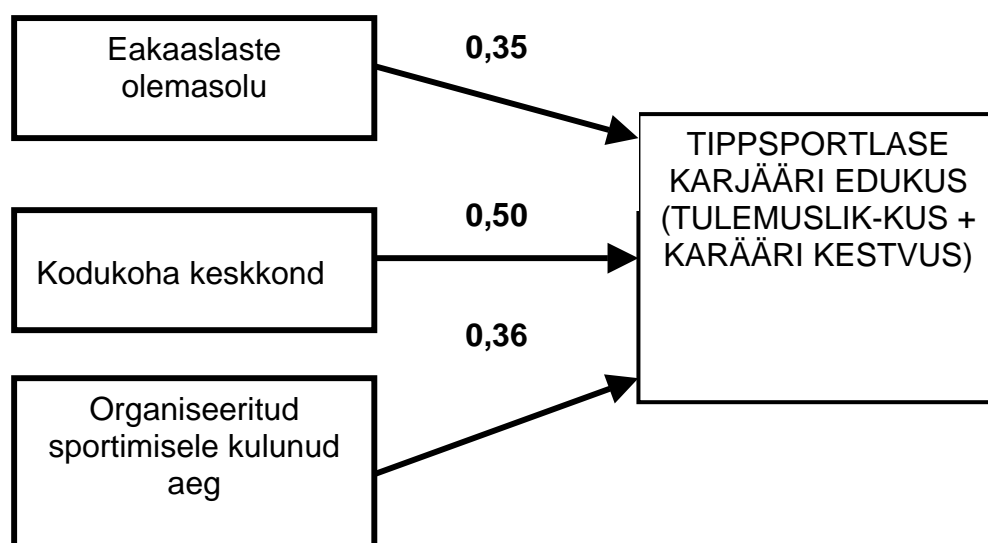 Eakaaslaste
olemasolu
0,35
TIPPSPORTLASE
KARJÄÄRI EDUKUS
(TULEMUSLIK-KUS +
KARÄÄRI KESTVUS)
Kodukoha keskkond
0,50
Organiseeritud
sportimisele kulunud
aeg
0,36